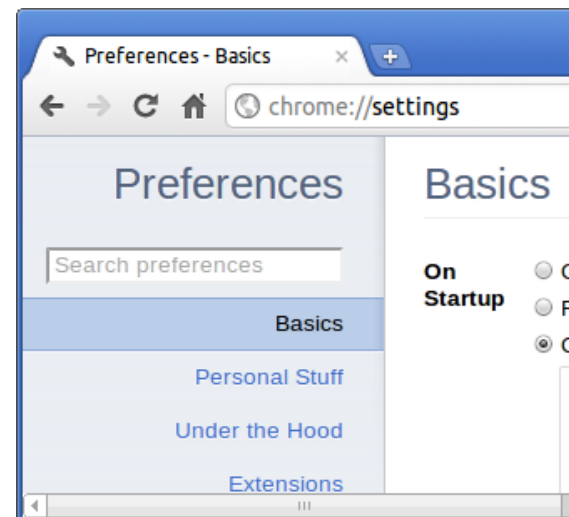 Preferences - Basics
chrome://settings
Preferences
Search preferences
Basics
Personal Stuff
Under the Hood
Extensions
Basics
On
Startup